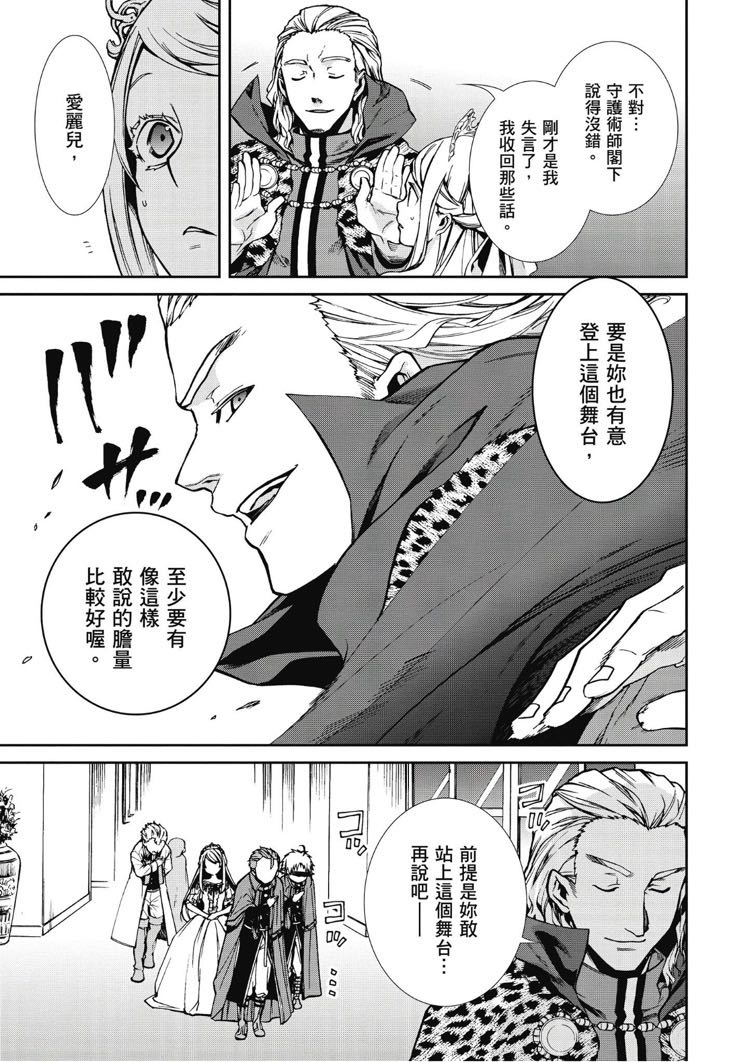 不對…
守護術師閣下
說得沒錯。
剛才是我
失言了，
我收回那些話。
愛麗兒，
要是妳也有意
登上這個舞台，
至少要有
像這樣
敢說的膽量
比較好喔。
前提是妳敢
站上這個舞台…
再說吧——
コツ
コツ